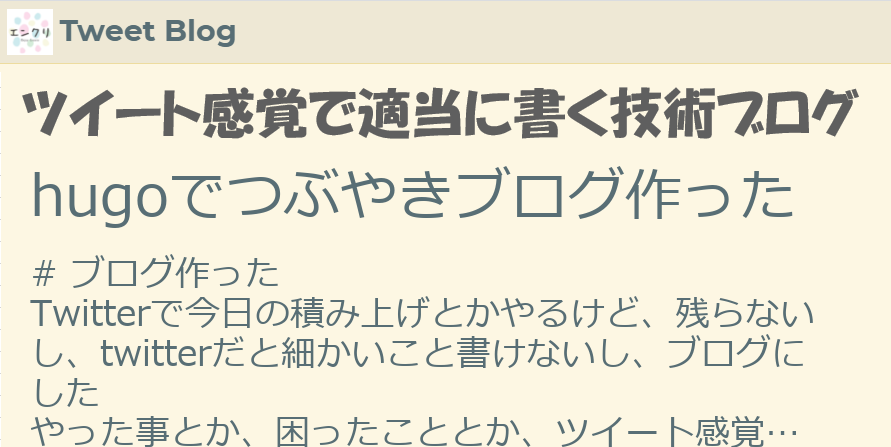 エンクリ
Tweet Blog
ツイート感覚で適当に書く技術ブログ
hugoでつぶやきブログ作った
# ブログ作った
Twitterで今日の積み上げとかやるけど、残らない
し、twitterだと細かいこと書けないし、ブログに
した
やった事とか、困ったこととか、ツイート感覚…